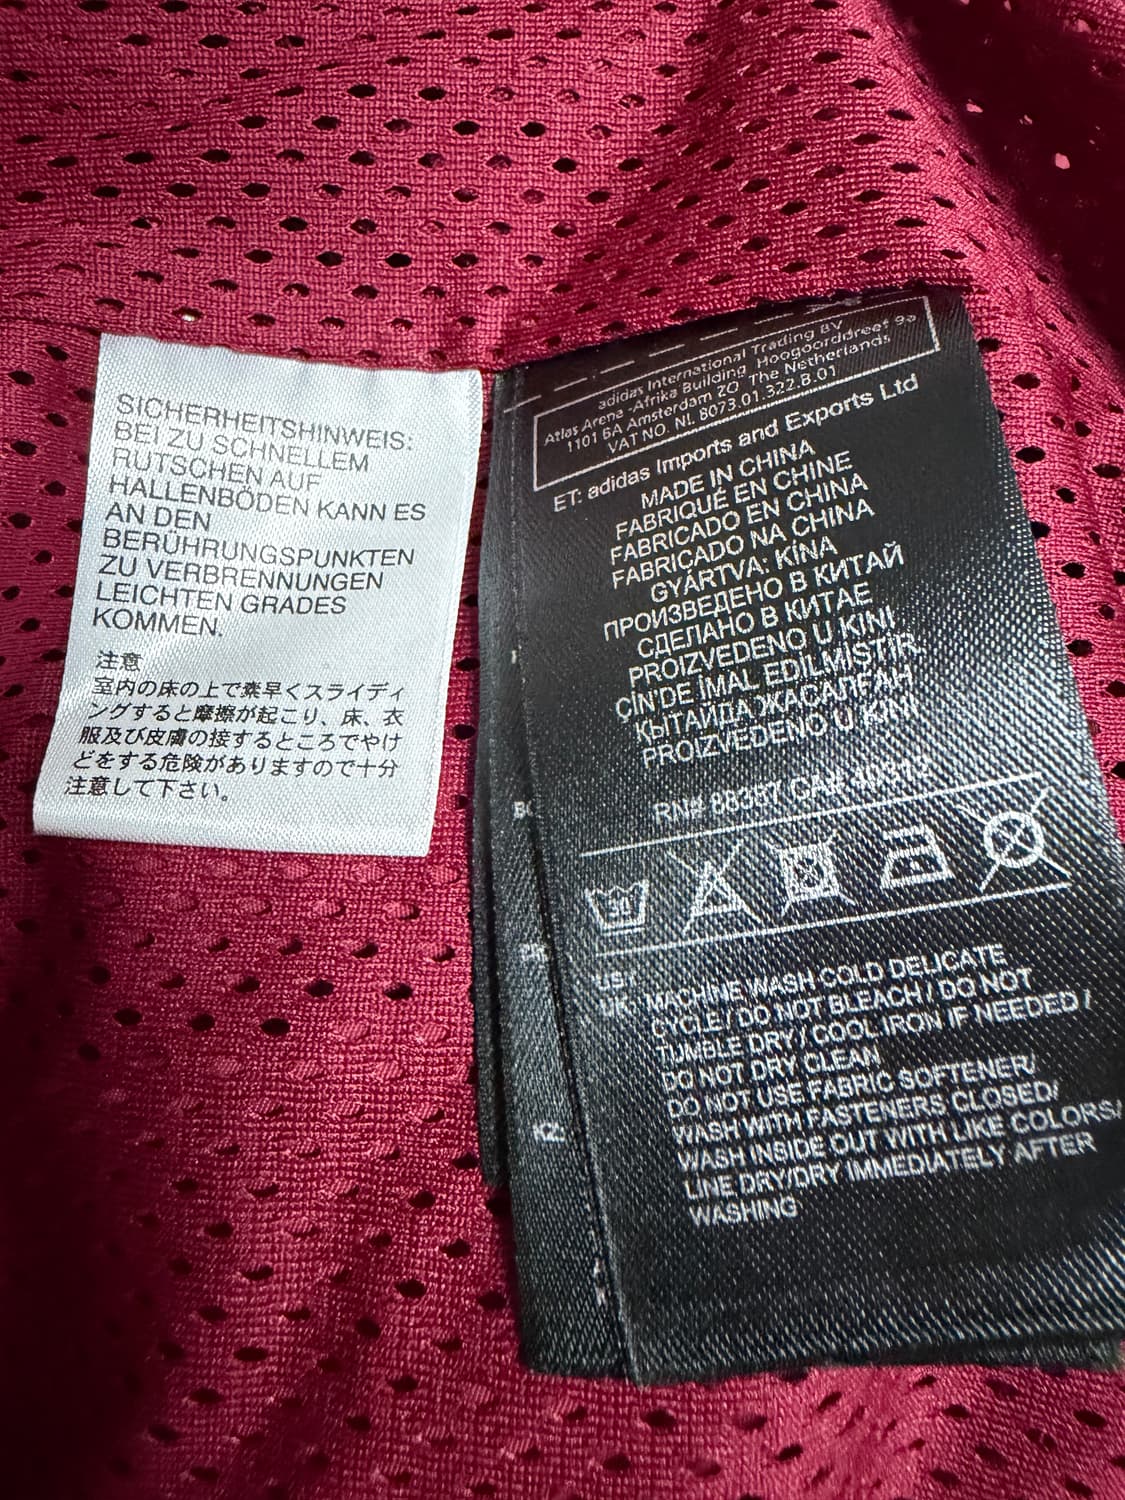 SICHERHEITSHINWEIS:
BEI ZU SCHNELLEM
RUTSCHEN AUF
HALLENBÖDEN KANN ES
AN DEN
BERÜHRUNGSPUNKTEN
ZU VERBRENNUNGEN
LEICHTEN GRADES
KOMMEN.
注意
室内の床の上で素早くスライディ
ングすると摩擦が起こり、床、衣
服及び皮膚の接するところでやけ
どをする危険がありますので十分
注意して下さい。
adidas International Trading BV
Atlas Arena -Afrika Building Hoogoorddreef 9a
1101 BA Amsterdam ZO The Netherlands
VAT NO. NL 8073.01.322.B.01
ET: adidas Imports and Exports Ltd
MADE IN CHINA
FABRIQUÉ EN CHINE
FABRICADO EN CHINA
FABRICADO NA CHINA
GYÁRTVA: KÍNA
ПРОИЗВЕДЕНО В КИТАЙ
СДЕЛАНО В КИТАЕ
PROIZVEDENO U KINI
ÇİN'DE İMAL EDİLMİŞTİR.
ҚЫТАЙДА ЖАСАЛҒАН
PROIZVEDENO U KINI
RN# 88387 CA# 40312
30
US/
UK
MACHINE WASH COLD DELICATE
CYCLE / DO NOT BLEACH / DO NOT
TUMBLE DRY / COOL IRON IF NEEDED /
DO NOT DRY CLEAN
DO NOT USE FABRIC SOFTENER/
WASH WITH FASTENERS CLOSED/
WASH INSIDE OUT WITH LIKE COLORS/
LINE DRY/DRY IMMEDIATELY AFTER
WASHING